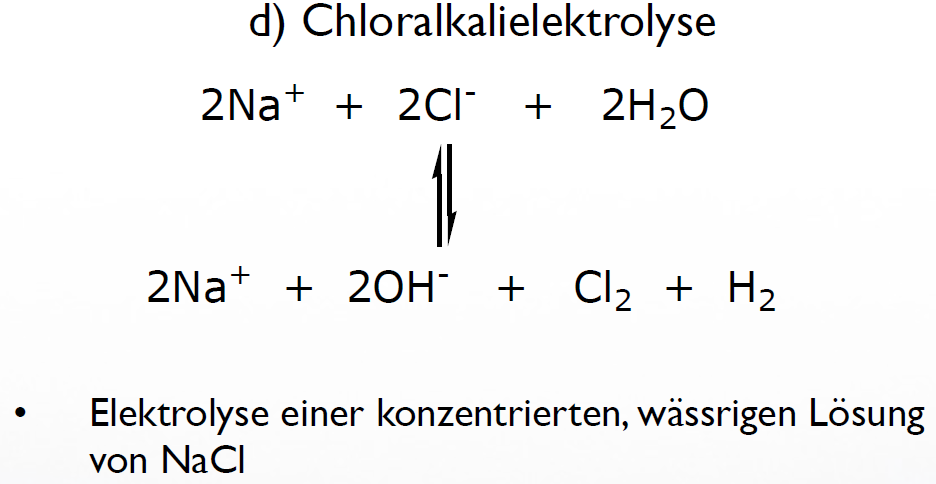 d) Chloralkalielektrolyse
2Na⁺ + 2Cl⁻ + 2H₂O
2Na⁺ + 2OH⁻ + Cl₂ + H₂
• Elektrolyse einer konzentrierten, wässrigen Lösung
von NaCl